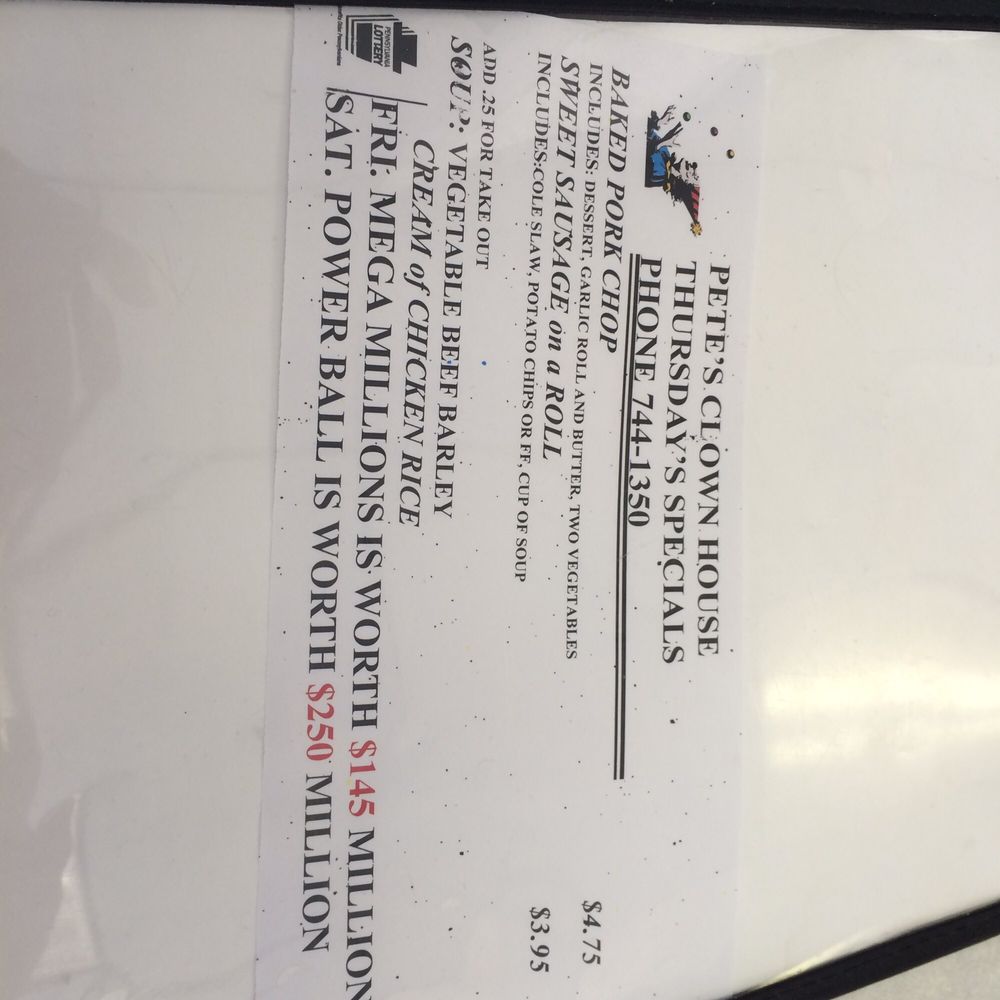 PETE'S CLOWN HOUSE
THURSDAY'S SPECIALS
PHONE 744-1350
BAKED PORK CHOP
INCLUDES: DESSERT, GARLIC ROLL AND BUTTER, TWO VEGETABLES $4.75
SWEET SAUSAGE on a ROLL
INCLUDES:COLE SLAW, POTATO CHIPS OR FF, CUP OF SOUP $3.95
ADD .25 FOR TAKE OUT
SOUP: VEGETABLE BEEF BARLEY
CREAM of CHICKEN RICE
PENNSYLVANIA
LOTTERY
FRI. MEGA MILLIONS IS WORTH $145 MILLION
SAT. POWER BALL IS WORTH $250 MILLION